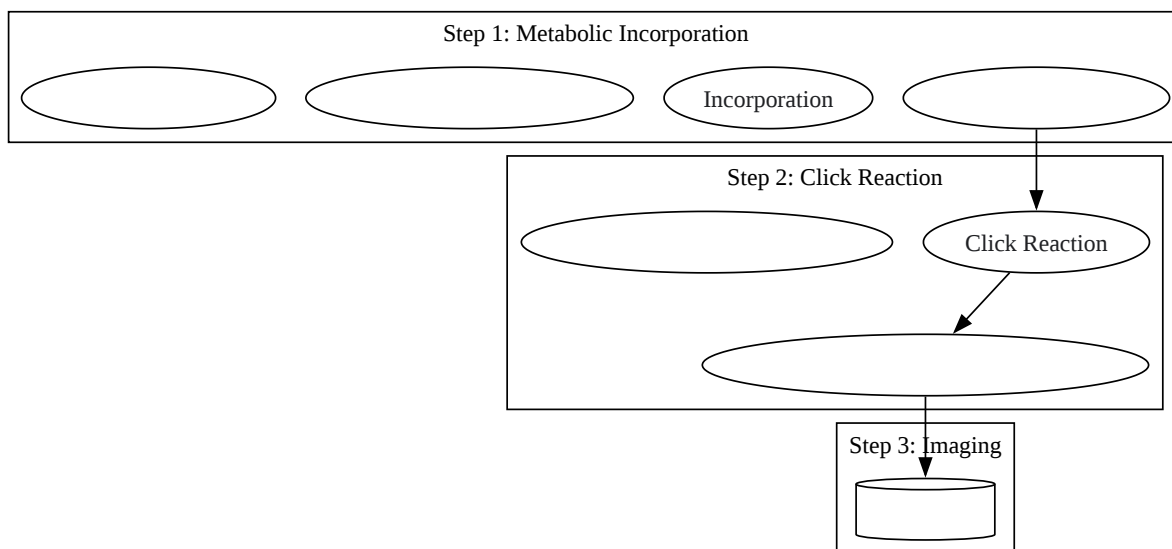 Step 1: Metabolic Incorporation
Incorporation
Step 2: Click Reaction
Click Reaction
Step 3: Imaging